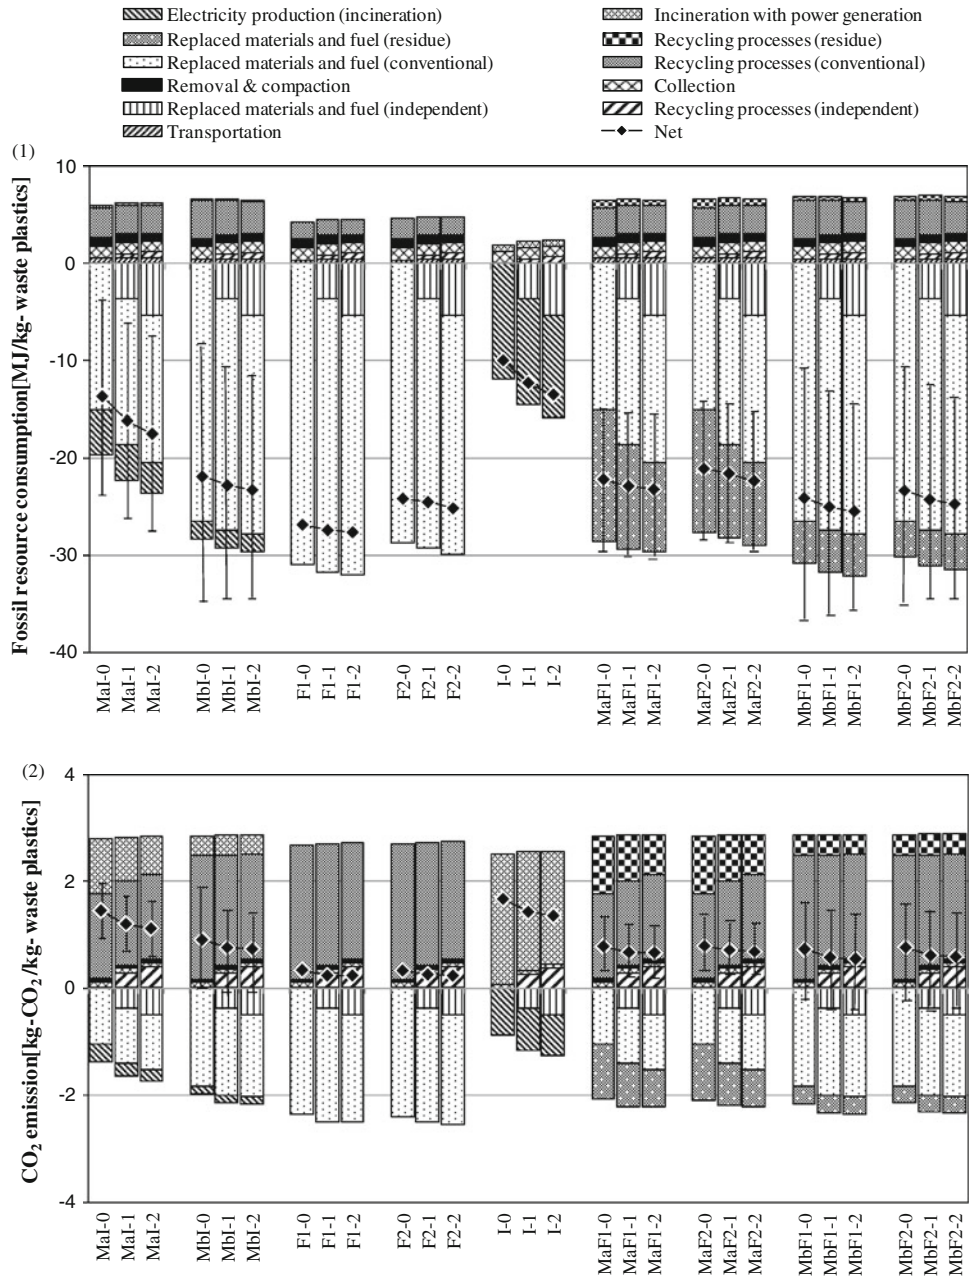 Electricity production (incineration)
Incineration with power generation
Replaced materials and fuel (residue)
Recycling processes (residue)
Replaced materials and fuel (conventional)
Recycling processes (conventional)
Removal & compaction
Collection
Replaced materials and fuel (independent)
Recycling processes (independent)
Transportation
Net
(1)
Fossil resource consumption[MJ/kg- waste plastics]
10
0
-10
-20
-30
-40
MaI-0
MaI-1
MaI-2
MbI-0
MbI-1
MbI-2
F1-0
F1-1
F1-2
F2-0
F2-1
F2-2
I-0
I-1
I-2
MaF1-0
MaF1-1
MaF1-2
MaF2-0
MaF2-1
MaF2-2
MbF1-0
MbF1-1
MbF1-2
MbF2-0
MbF2-1
MbF2-2
(2)
CO₂ emission[kg-CO₂/kg- waste plastics]
4
2
0
-2
-4
MaI-0
MaI-1
MaI-2
MbI-0
MbI-1
MbI-2
F1-0
F1-1
F1-2
F2-0
F2-1
F2-2
I-0
I-1
I-2
MaF1-0
MaF1-1
MaF1-2
MaF2-0
MaF2-1
MaF2-2
MbF1-0
MbF1-1
MbF1-2
MbF2-0
MbF2-1
MbF2-2